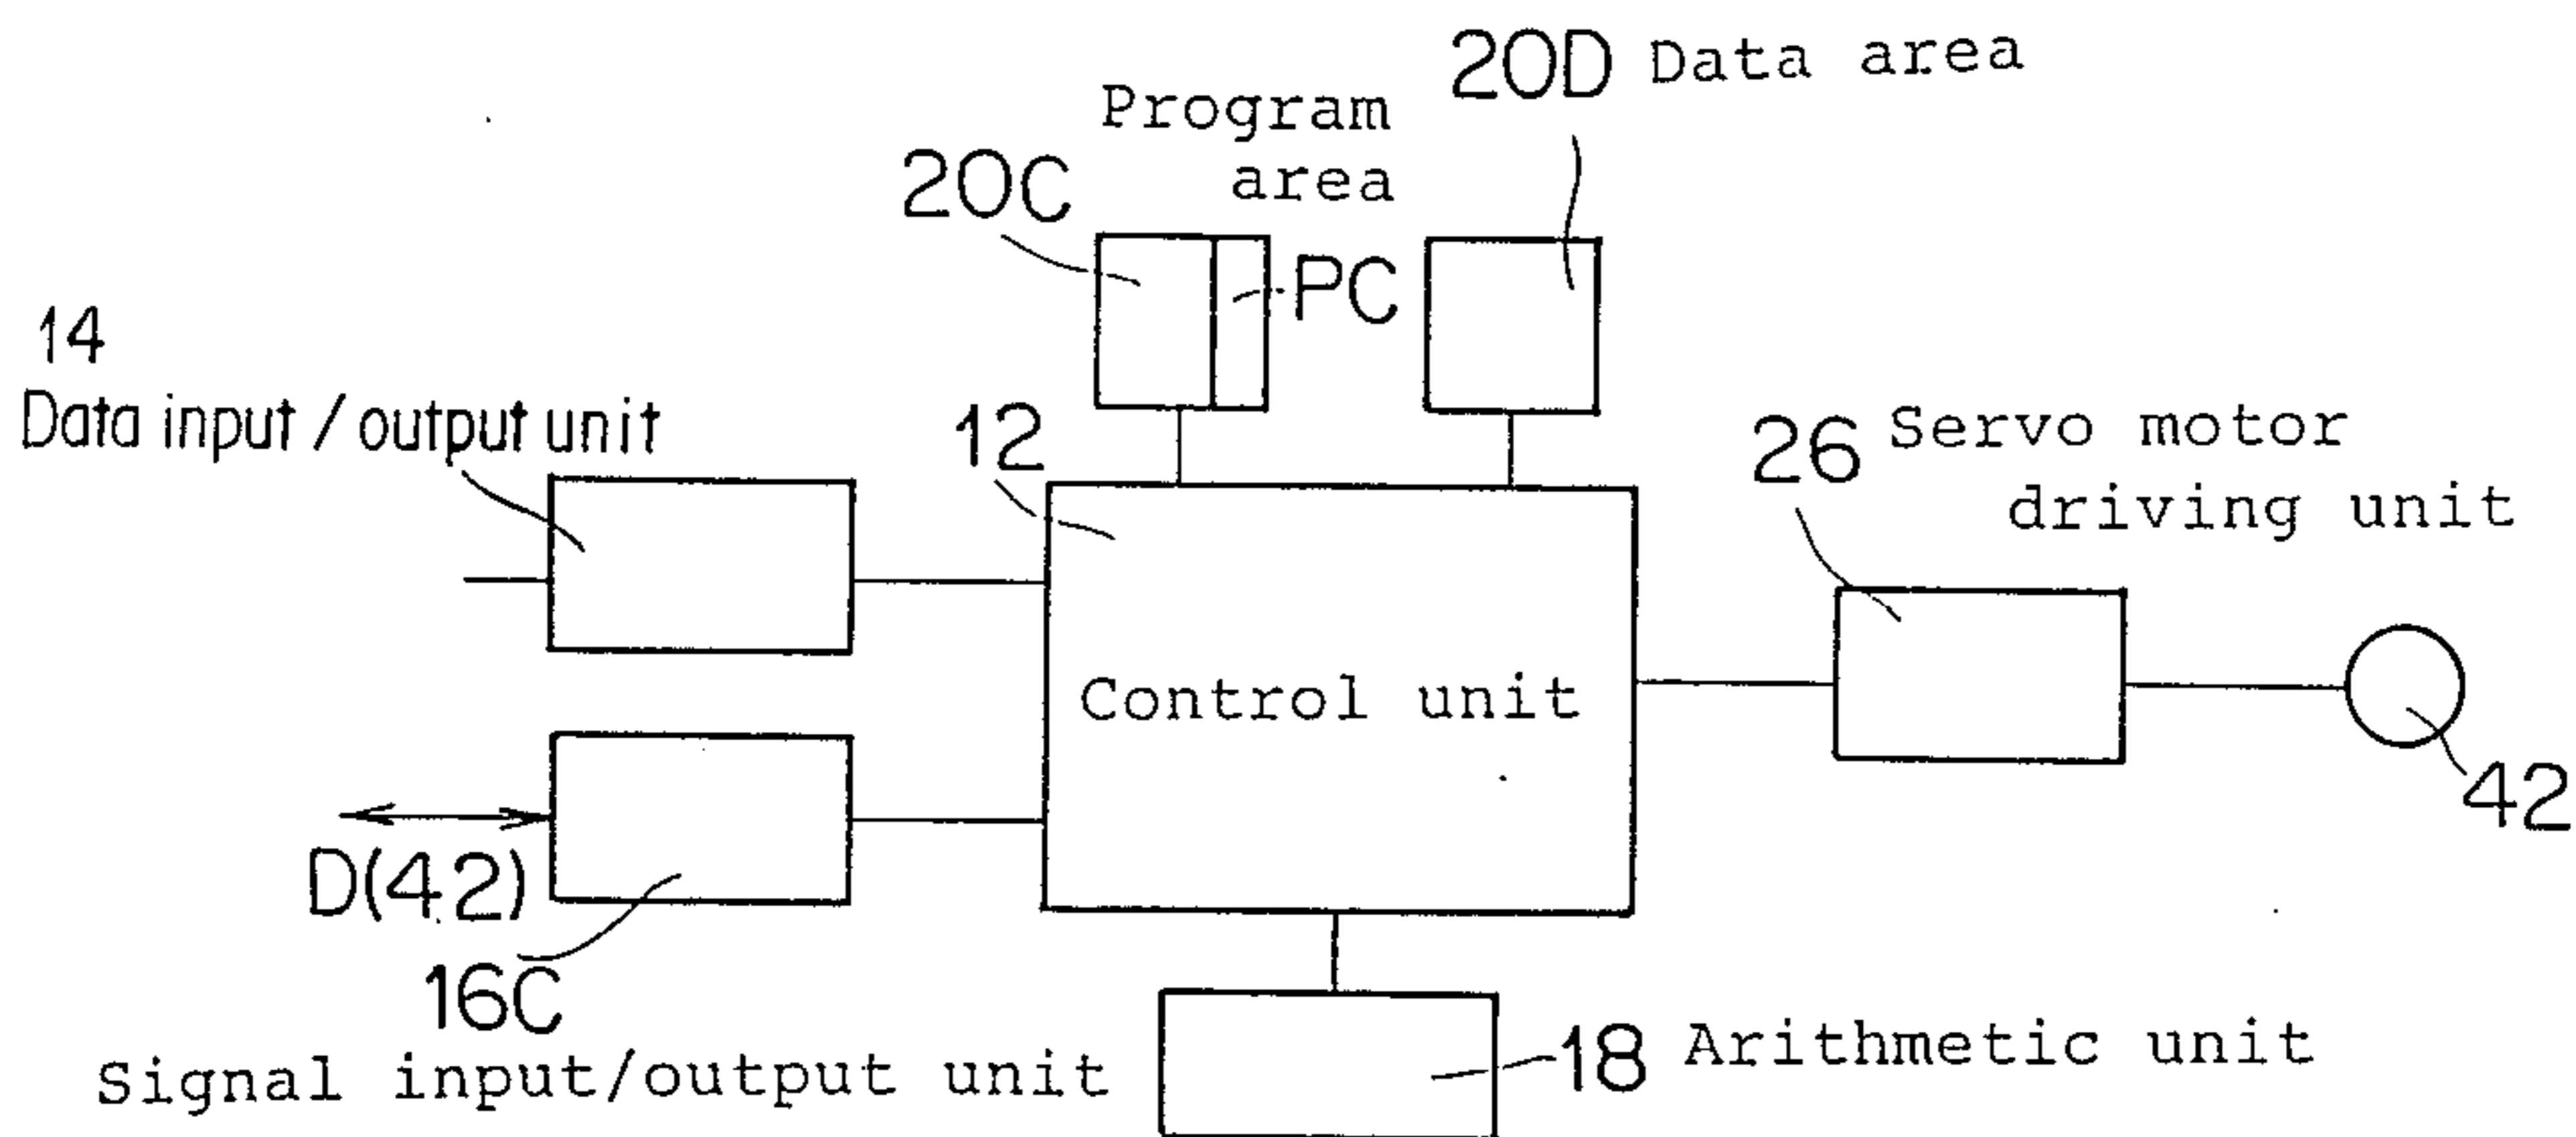 20D Data area
Program
area
20C
PC
14
Data input / output unit
12
26 Servo motor
driving unit
Control unit
42
D(42)
16C
Signal input/output unit
18 Arithmetic unit